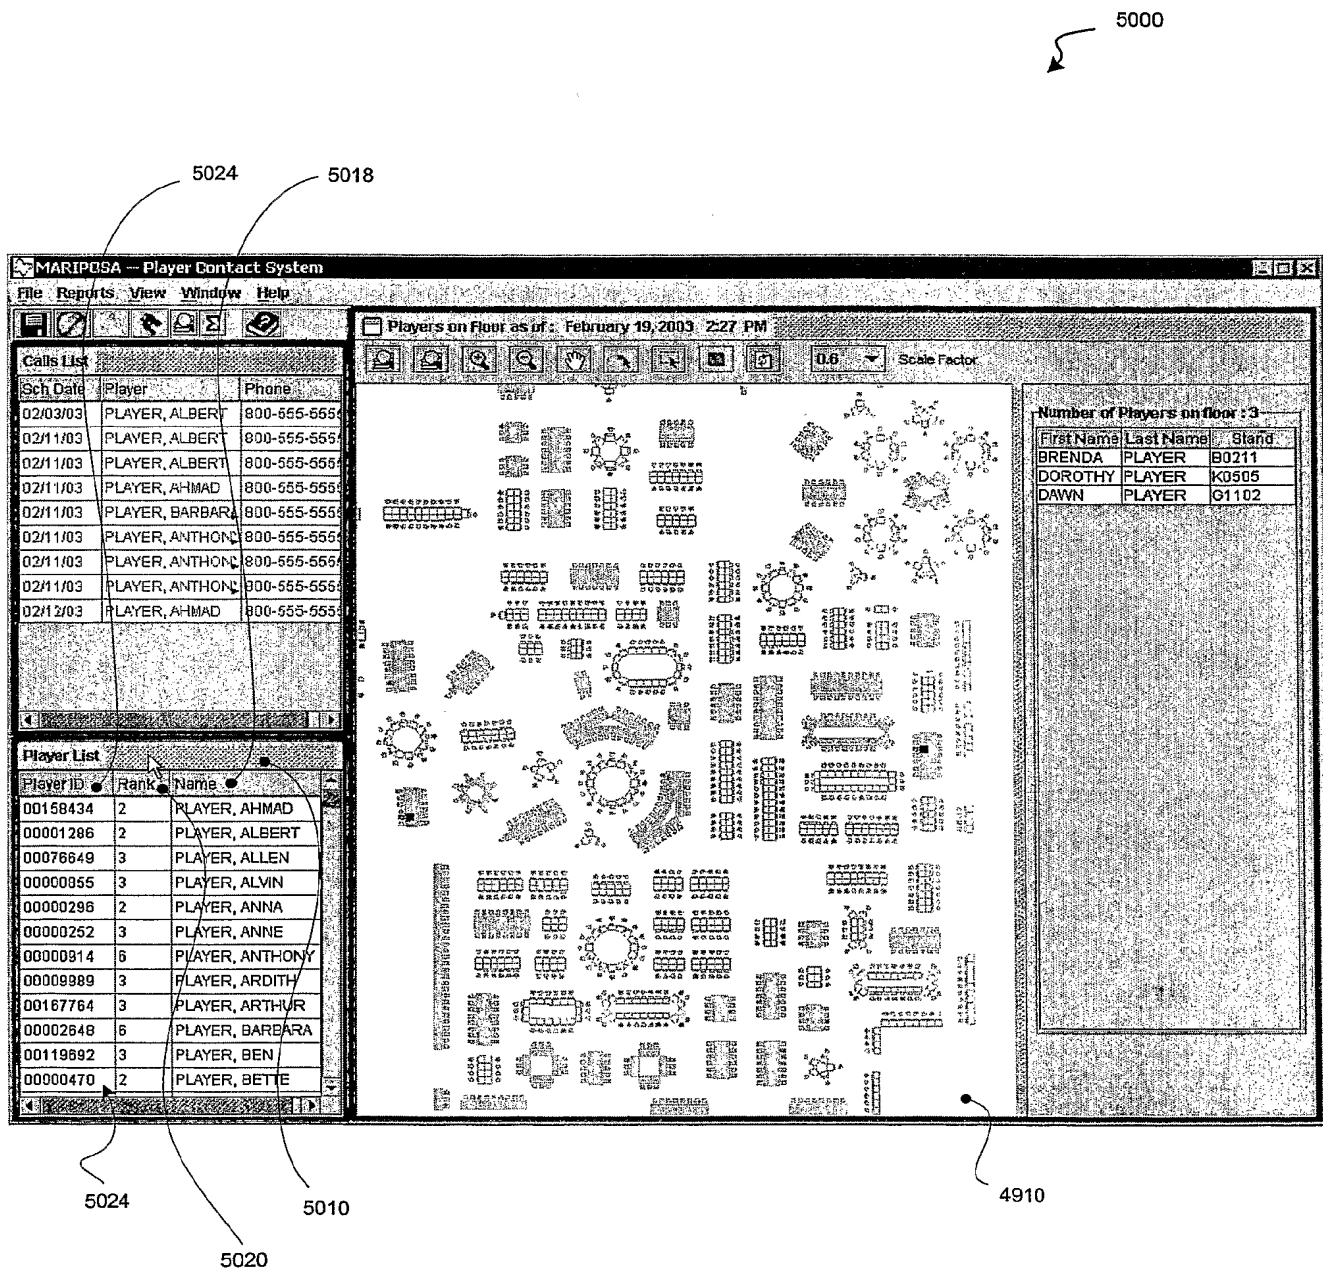 5000
5024
5018
MARIPOSA -- Player Contact System
File Reports View Window Help
Calls List
Sch Date Player Phone
02/03/03 PLAYER, ALBERT 800-555-555
02/11/03 PLAYER, ALBERT 800-555-555
02/11/03 PLAYER, ALBERT 800-555-555
02/11/03 PLAYER, AHMAD 800-555-555
02/11/03 PLAYER, BARBAR 800-555-555
02/11/03 PLAYER, ANTHON 800-555-555
02/11/03 PLAYER, ANTHON 800-555-555
02/11/03 PLAYER, ANTHON 800-555-555
02/12/03 PLAYER, AHMAD 800-555-555
Player List
Player ID Rank Name
00158434 2 PLAYER, AHMAD
00001286 2 PLAYER, ALBERT
00076649 3 PLAYER, ALLEN
00000855 3 PLAYER, ALVIN
00000296 2 PLAYER, ANNA
00000252 3 PLAYER, ANNE
00000914 6 PLAYER, ANTHONY
00009989 3 PLAYER, ARDITH
00167764 3 PLAYER, ARTHUR
00002648 6 PLAYER, BARBARA
00119692 3 PLAYER, BEN
00000470 2 PLAYER, BETTE
Players on Floor as of : February 19, 2003 2:27 PM
0.6 Scale Factor
Number of Players on floor : 3
First Name Last Name Stand
BRENDA PLAYER B0211
DOROTHY PLAYER K0505
DAWN PLAYER G1102
5024
5010
5020
4910